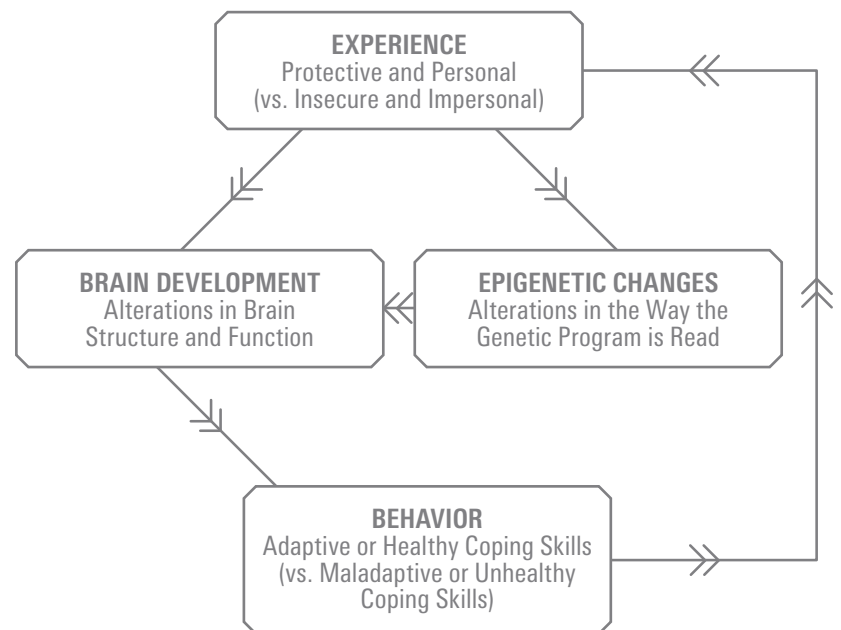 EXPERIENCE
Protective and Personal
(vs. Insecure and Impersonal)
BRAIN DEVELOPMENT
Alterations in Brain
Structure and Function
EPIGENETIC CHANGES
Alterations in the Way the
Genetic Program is Read
BEHAVIOR
Adaptive or Healthy Coping Skills
(vs. Maladaptive or Unhealthy
Coping Skills)